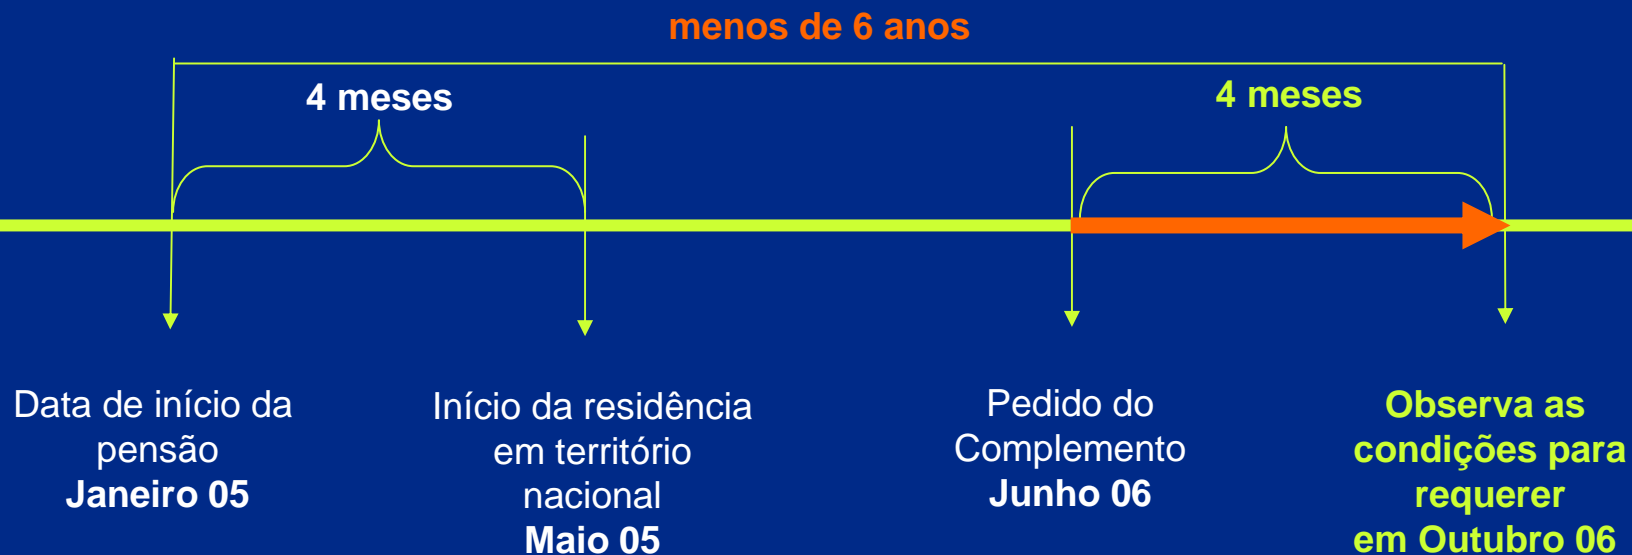 menos de 6 anos
4 meses
4 meses
Data de início da
pensão
Janeiro 05
Início da residência
em território
nacional
Maio 05
Pedido do
Complemento
Junho 06
Observa as
condições para
requerer
em Outubro 06